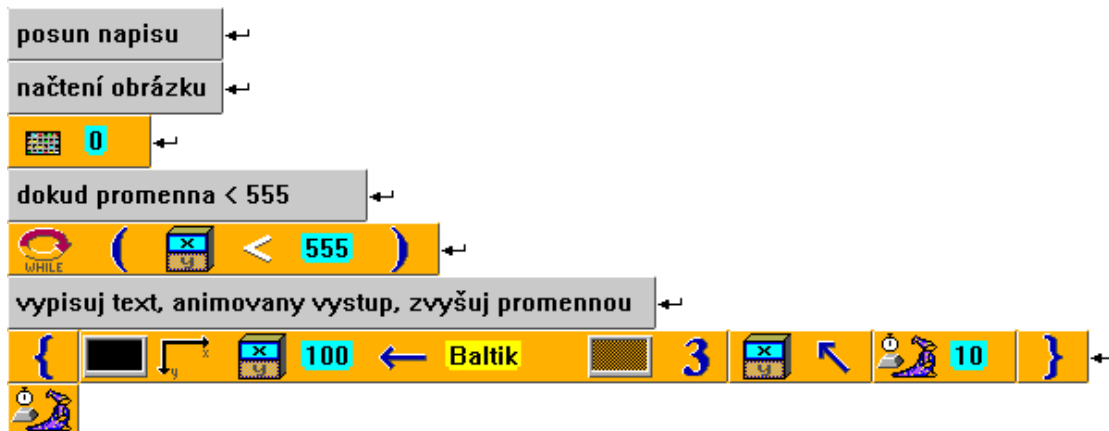 posun napisu
načtení obrázku
0
dokud promenna < 555
WHILE ( x y < 555 )
vypisuj text, animovany vystup, zvyšuj promennou
{ x y x y 100 ← Baltik 3 x y ↖ 10 }